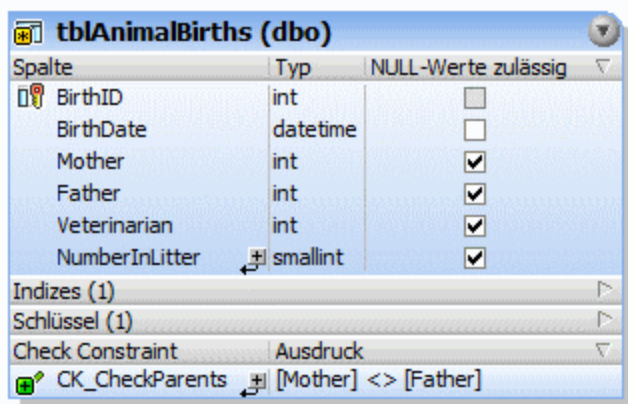 tblAnimalBirths (dbo)
Spalte Typ NULL-Werte zulässig
BirthID int
BirthDate datetime
Mother int
Father int
Veterinarian int
NumberInLitter smallint
Indizes (1)
Schlüssel (1)
Check Constraint Ausdruck
CK_CheckParents [Mother] <> [Father]